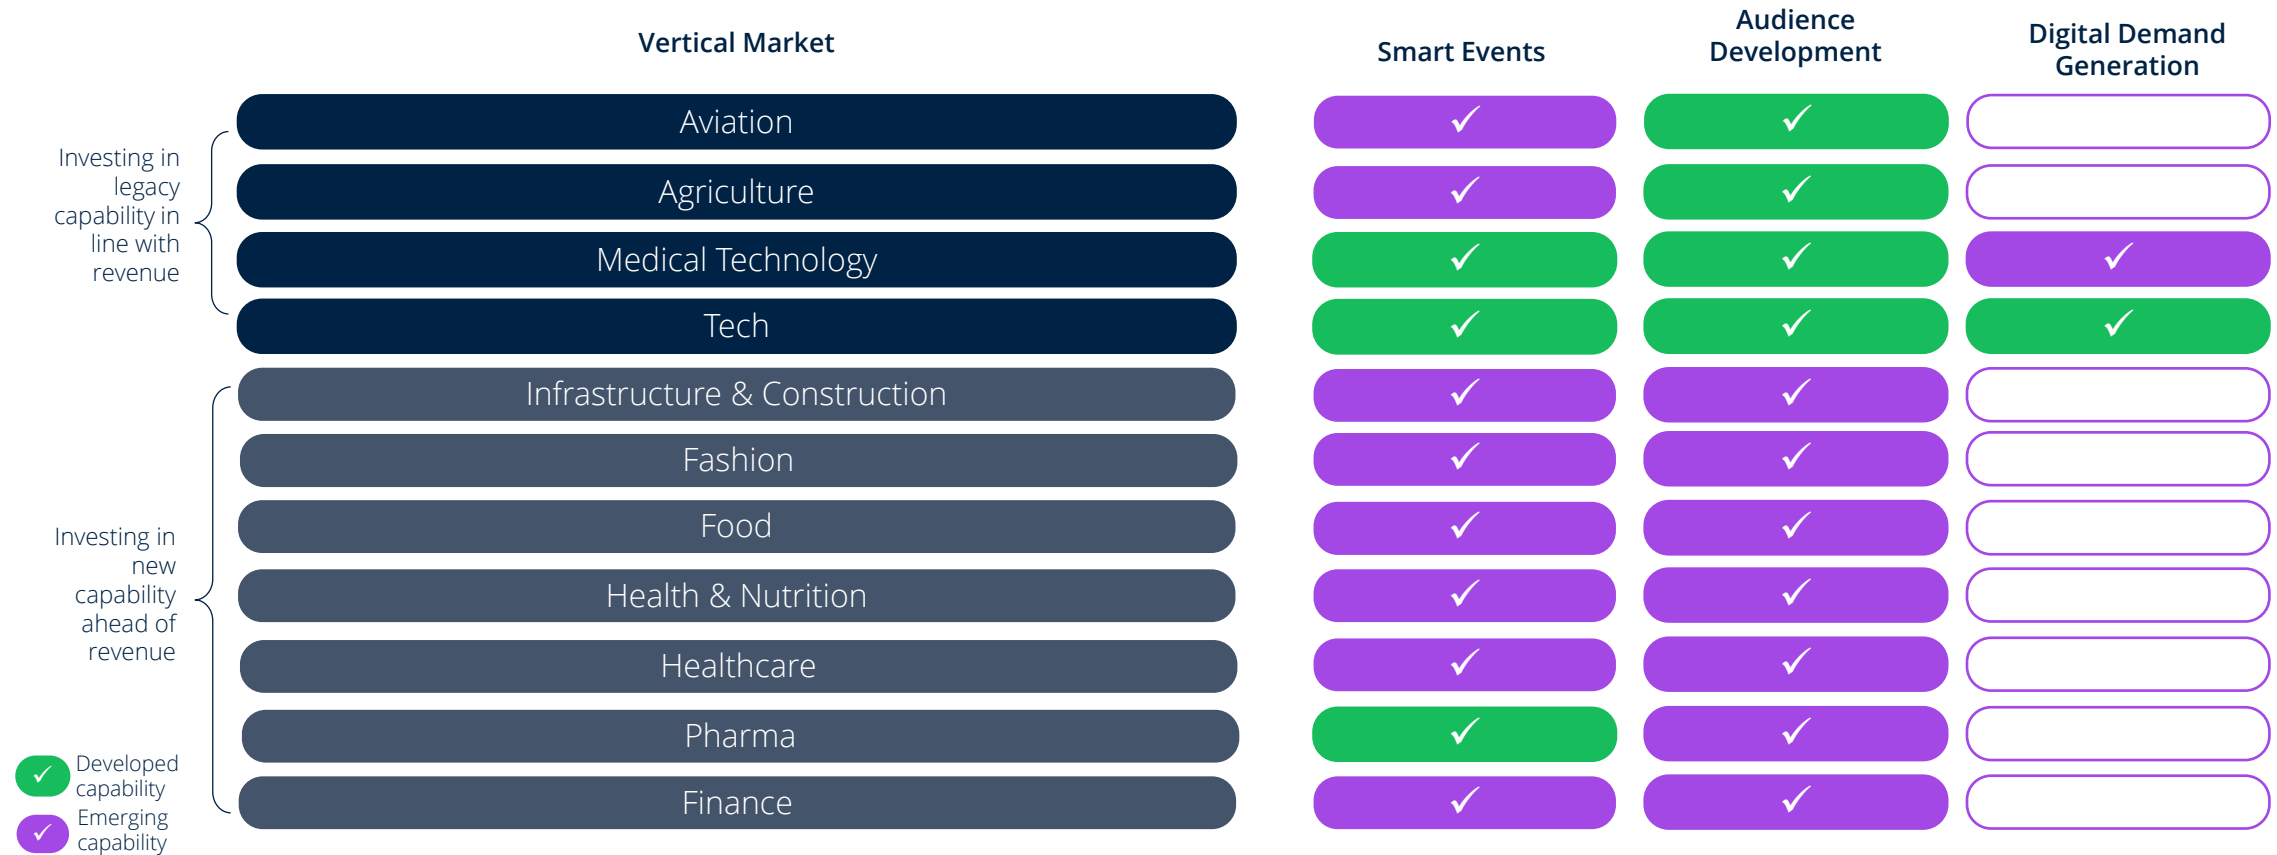 Vertical Market
Smart Events
Audience
Development
Digital Demand
Generation
Investing in
legacy
capability in
line with
revenue
Aviation
✓ ✓
Agriculture
✓ ✓
Medical Technology
✓ ✓ ✓
Tech
✓ ✓ ✓
Investing in
new
capability
ahead of
revenue
Infrastructure & Construction
✓ ✓
Fashion
✓ ✓
Food
✓ ✓
Health & Nutrition
✓ ✓
Healthcare
✓ ✓
Pharma
✓ ✓
Finance
✓ ✓
✓ Developed
capability
✓ Emerging
capability